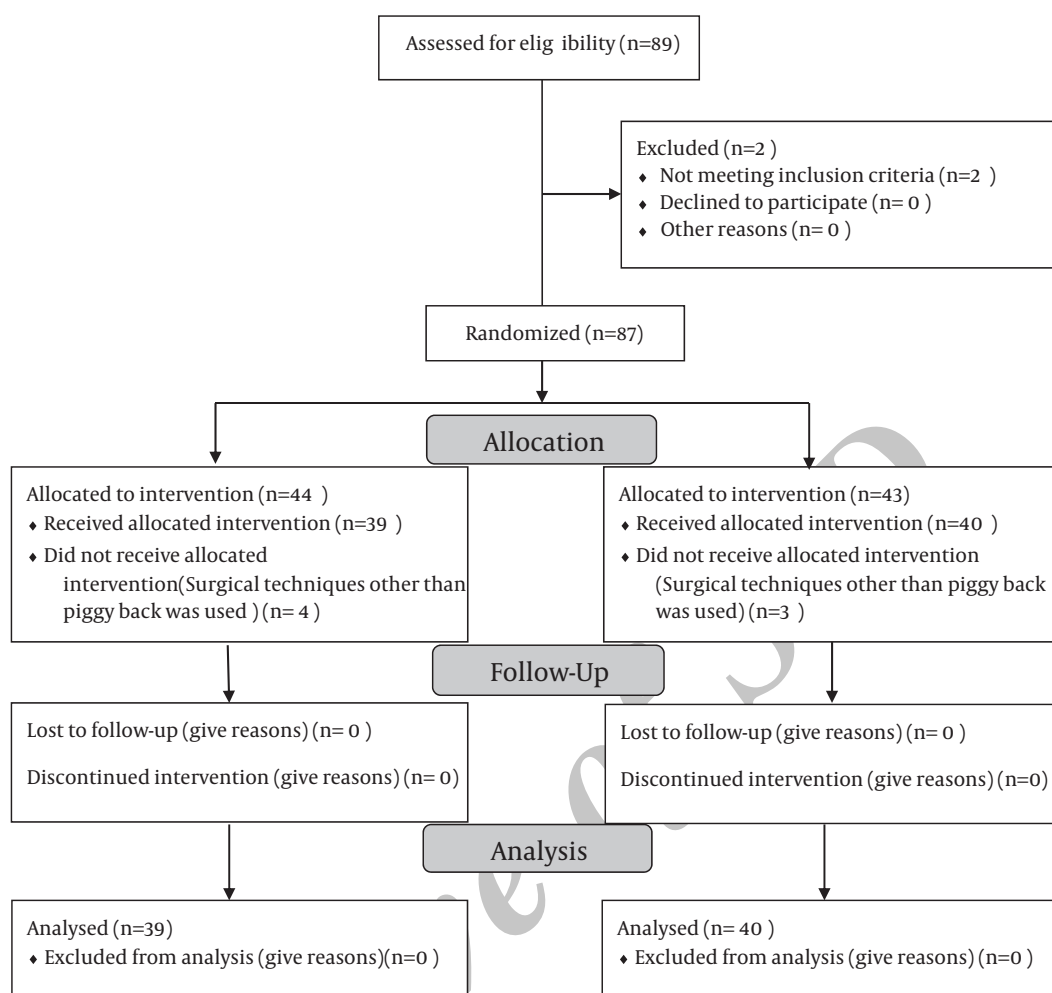 Assessed for elig ibility (n=89)
Excluded (n=2 )
♦ Not meeting inclusion criteria (n=2 )
♦ Declined to participate (n= 0 )
♦ Other reasons (n= 0 )
Randomized (n=87)
Allocation
Allocated to intervention (n=44 )
♦ Received allocated intervention (n=39 )
♦ Did not receive allocated
intervention(Surgical techniques other than
piggy back was used ) (n= 4 )
Allocated to intervention (n=43)
♦ Received allocated intervention (n=40 )
♦ Did not receive allocated intervention
(Surgical techniques other than piggy back
was used) (n=3 )
Follow-Up
Lost to follow-up (give reasons) (n= 0 )
Discontinued intervention (give reasons) (n= 0)
Lost to follow-up (give reasons) (n= 0 )
Discontinued intervention (give reasons) (n=0)
Analysis
Analysed (n=39)
♦ Excluded from analysis (give reasons)(n=0 )
Analysed (n= 40 )
♦ Excluded from analysis (give reasons) (n=0 )